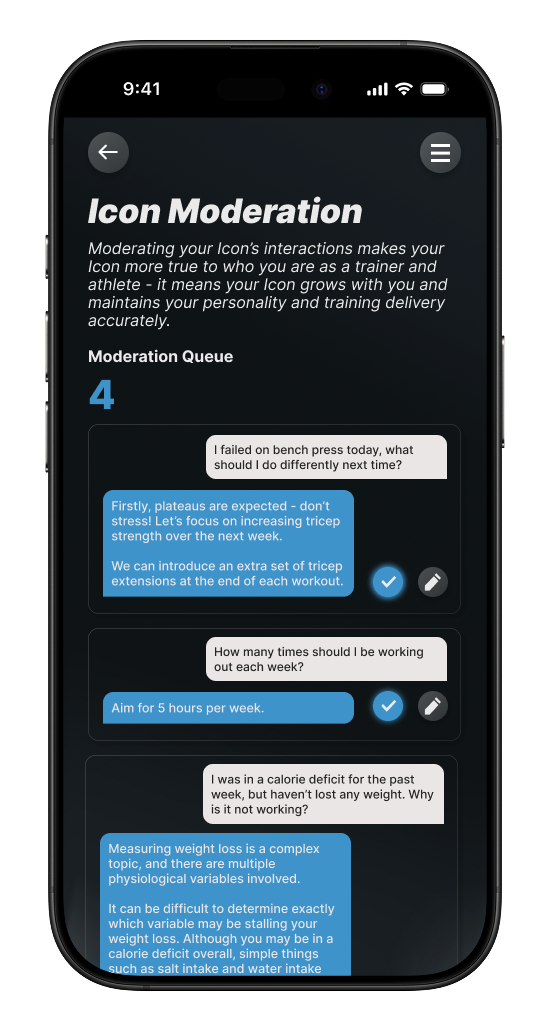 9:41
Icon Moderation
Moderating your Icon’s interactions makes your
Icon more true to who you are as a trainer and
athlete - it means your Icon grows with you and
maintains your personality and training delivery
accurately.
Moderation Queue
4
I failed on bench press today, what
should I do differently next time?
Firstly, plateaus are expected - don’t
stress! Let’s focus on increasing tricep
strength over the next week.
We can introduce an extra set of tricep
extensions at the end of each workout.
How many times should I be working
out each week?
Aim for 5 hours per week.
I was in a calorie deficit for the past
week, but haven’t lost any weight. Why
is it not working?
Measuring weight loss is a complex
topic, and there are multiple
physiological variables involved.
It can be difficult to determine exactly
which variable may be stalling your
weight loss. Although you may be in a
calorie deficit overall, simple things
such as salt intake and water intake